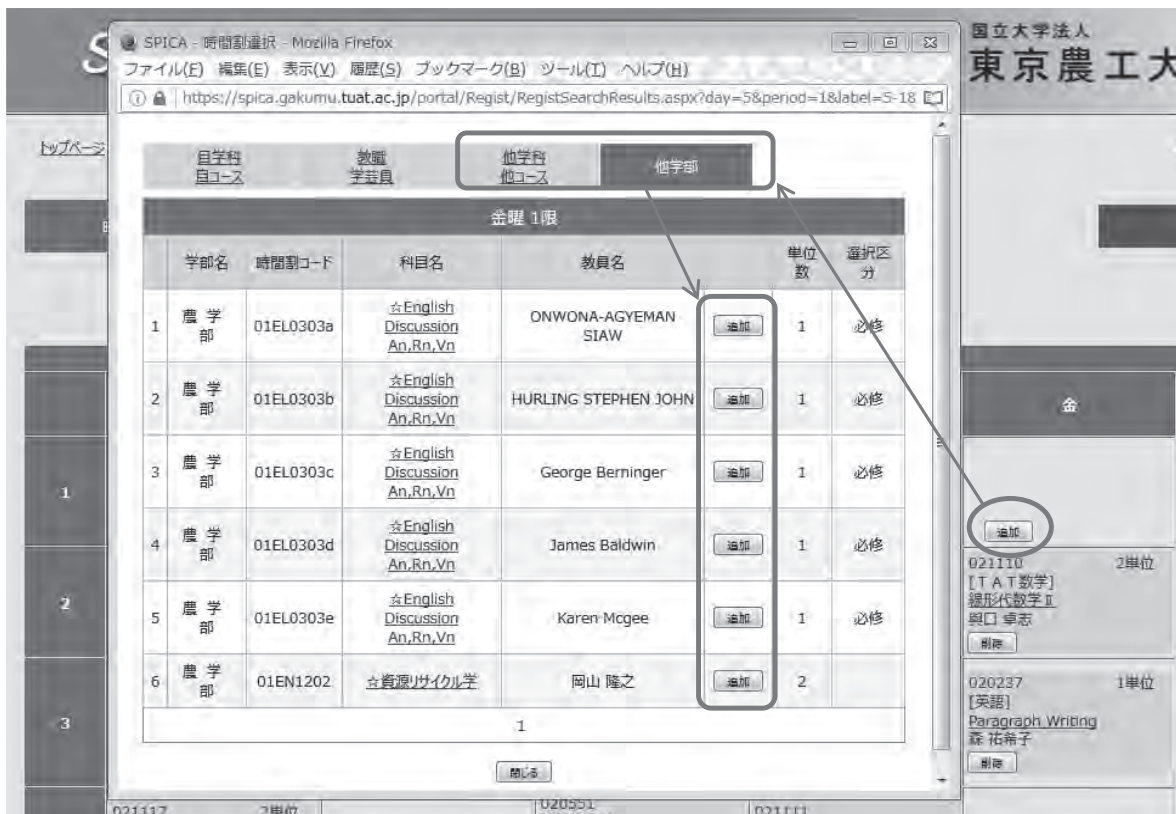 S
国立大学法人
東京農工大
SPICA - 時間割選択 - Mozilla Firefox
ファイル(F) 編集(E) 表示(V) 履歴(S) ブックマーク(B) ツール(T) ヘルプ(H)
https://spica.gakumu.tuat.ac.jp/portal/Regist/RegistSearchResults.aspx?day=5&period=1&label=5-18
トップページ
自学科
自コース
教職
学芸員
他学科
他コース
他学部
金曜 1限
学部名 時間割コード 科目名 教員名 単位数 選択区分
1 農学部 01EL0303a ☆English Discussion An,Rn,Vn ONWONA-AGYEMAN SIAW 追加 1 必修
2 農学部 01EL0303b ☆English Discussion An,Rn,Vn HURLING STEPHEN JOHN 追加 1 必修
3 農学部 01EL0303c ☆English Discussion An,Rn,Vn George Berninger 追加 1 必修
4 農学部 01EL0303d ☆English Discussion An,Rn,Vn James Baldwin 追加 1 必修
5 農学部 01EL0303e ☆English Discussion An,Rn,Vn Karen Mcgee 追加 1 必修
6 農学部 01EN1202 ☆資源リサイクル学 岡山 隆之 追加 2
1
閉じる
金
1
追加
2
021110 2単位
[TAT数学]
線形代数学Ⅱ
與口 卓志
削除
3
020237 1単位
[英語]
Paragraph Writing
森 祐希子
削除
021117 2単位
020551
021111